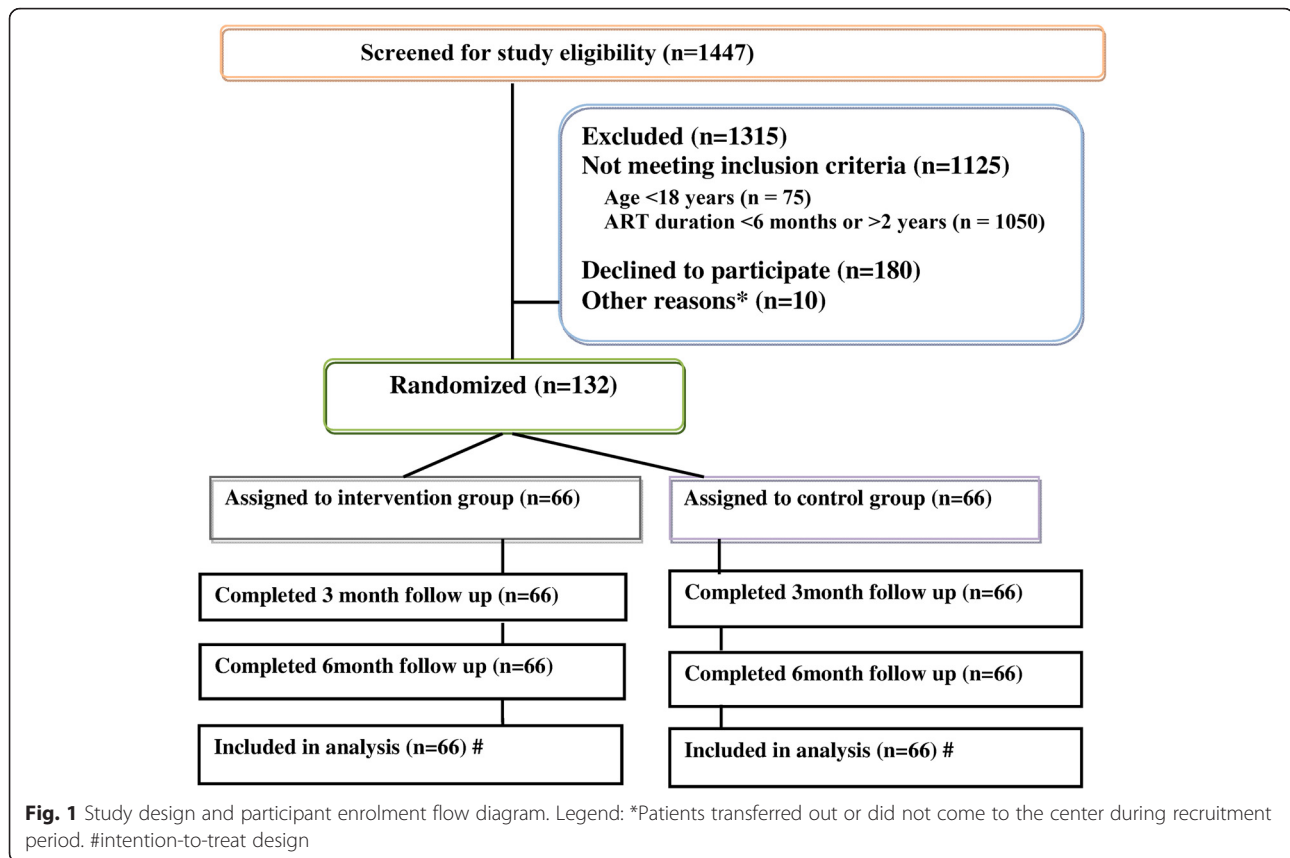 Screened for study eligibility (n=1447)
Excluded (n=1315)
Not meeting inclusion criteria (n=1125)
Age <18 years (n = 75)
ART duration <6 months or >2 years (n = 1050)
Declined to participate (n=180)
Other reasons* (n=10)
Randomized (n=132)
Assigned to intervention group (n=66)
Assigned to control group (n=66)
Completed 3 month follow up (n=66)
Completed 3month follow up (n=66)
Completed 6month follow up (n=66)
Completed 6month follow up (n=66)
Included in analysis (n=66) #
Included in analysis (n=66) #
Fig. 1 Study design and participant enrolment flow diagram. Legend: *Patients transferred out or did not come to the center during recruitment
period. #intention-to-treat design